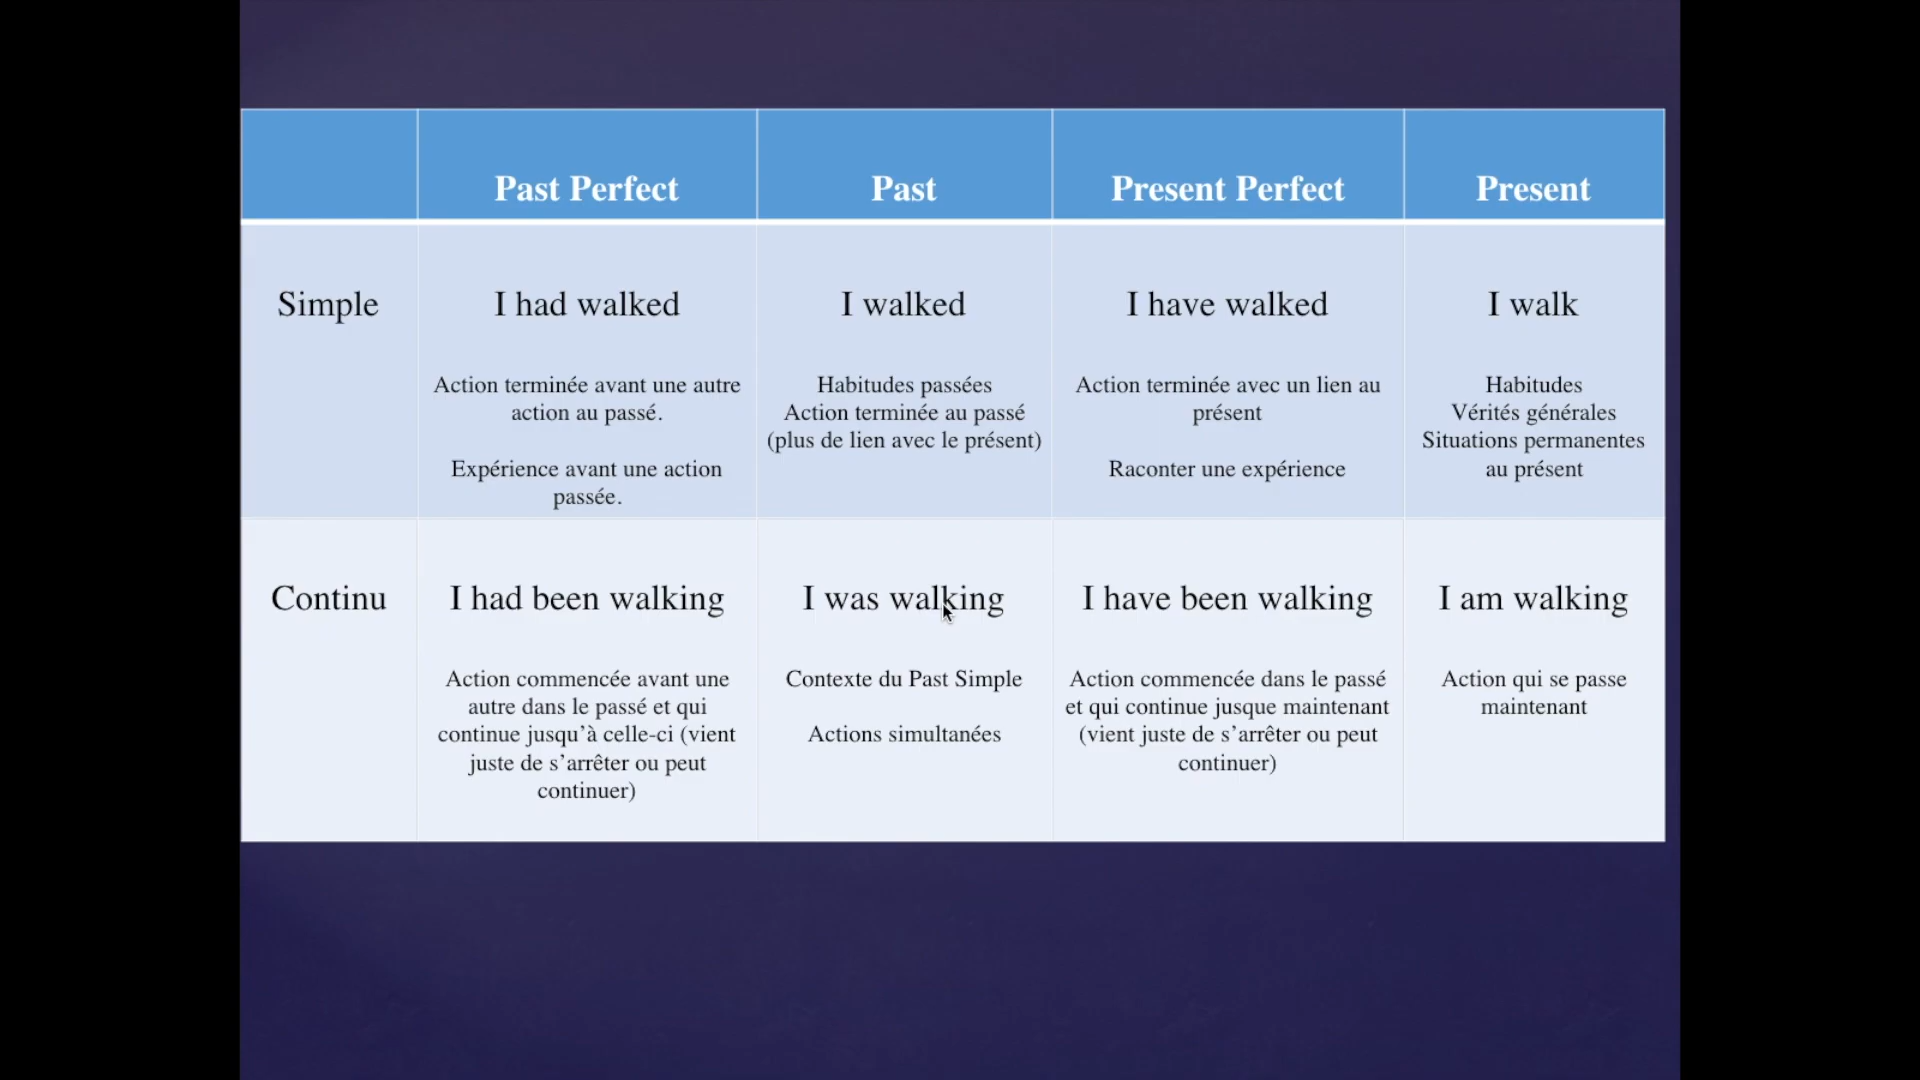 Past Perfect
Past
Present Perfect
Present
Simple
I had walked
I walked
I have walked
I walk
Action terminée avant une autre
action au passé.
Expérience avant une action
passée.
Habitudes passées
Action terminée au passé
(plus de lien avec le présent)
Action terminée avec un lien au
présent
Raconter une expérience
Habitudes
Vérités générales
Situations permanentes
au présent
Continu
I had been walking
I was walking
I have been walking
I am walking
Action commencée avant une
autre dans le passé et qui
continue jusqu’à celle-ci (vient
juste de s’arrêter ou peut
continuer)
Contexte du Past Simple
Actions simultanées
Action commencée dans le passé
et qui continue jusque maintenant
(vient juste de s’arrêter ou peut
continuer)
Action qui se passe
maintenant